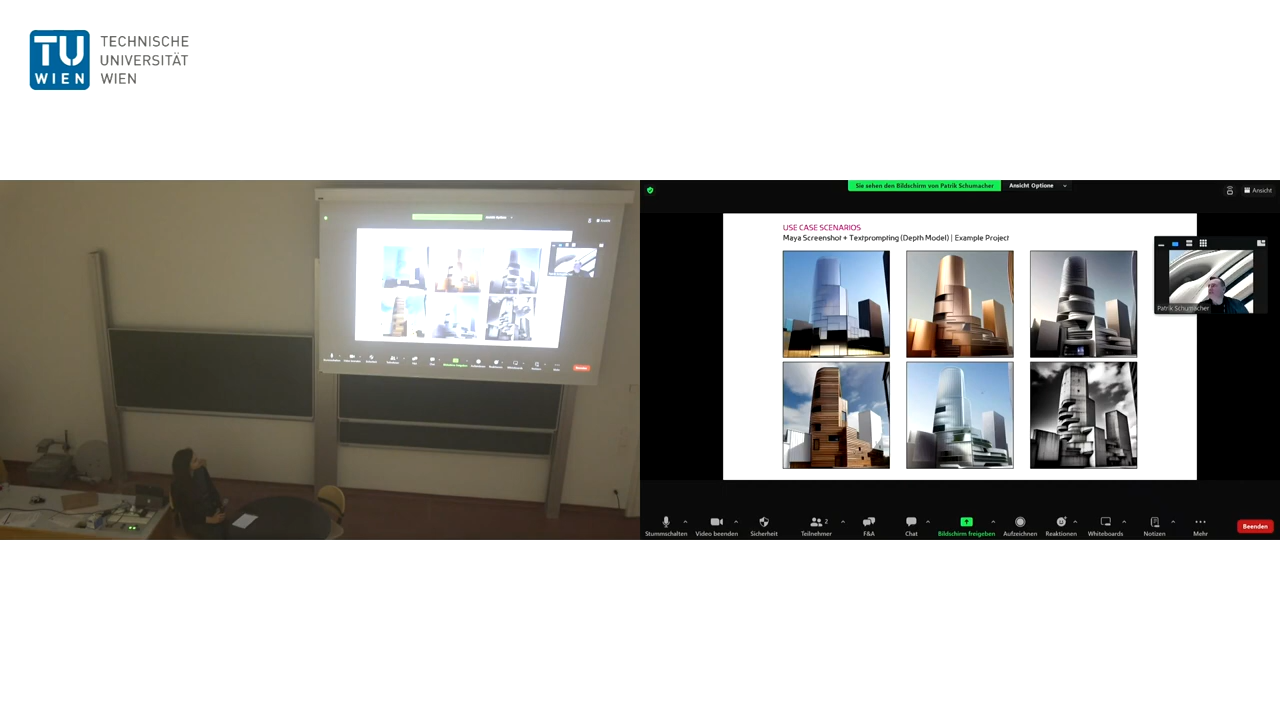 TU
WIEN
TECHNISCHE
UNIVERSITÄT
WIEN
Sie sehen den Bildschirm von Patrik Schumacher
Ansicht Optione
Ansicht
USE CASE SCENARIOS
Maya Screenshot + Textprompting (Depth Model) | Example Project
Patrik Schumacher
Stummschalten
Video beenden
Sicherheit
Teilnehmer
2
F&A
Chat
Bildschirm freigeben
Aufzeichnen
Reaktionen
Whiteboards
Notizen
Mehr
Beenden